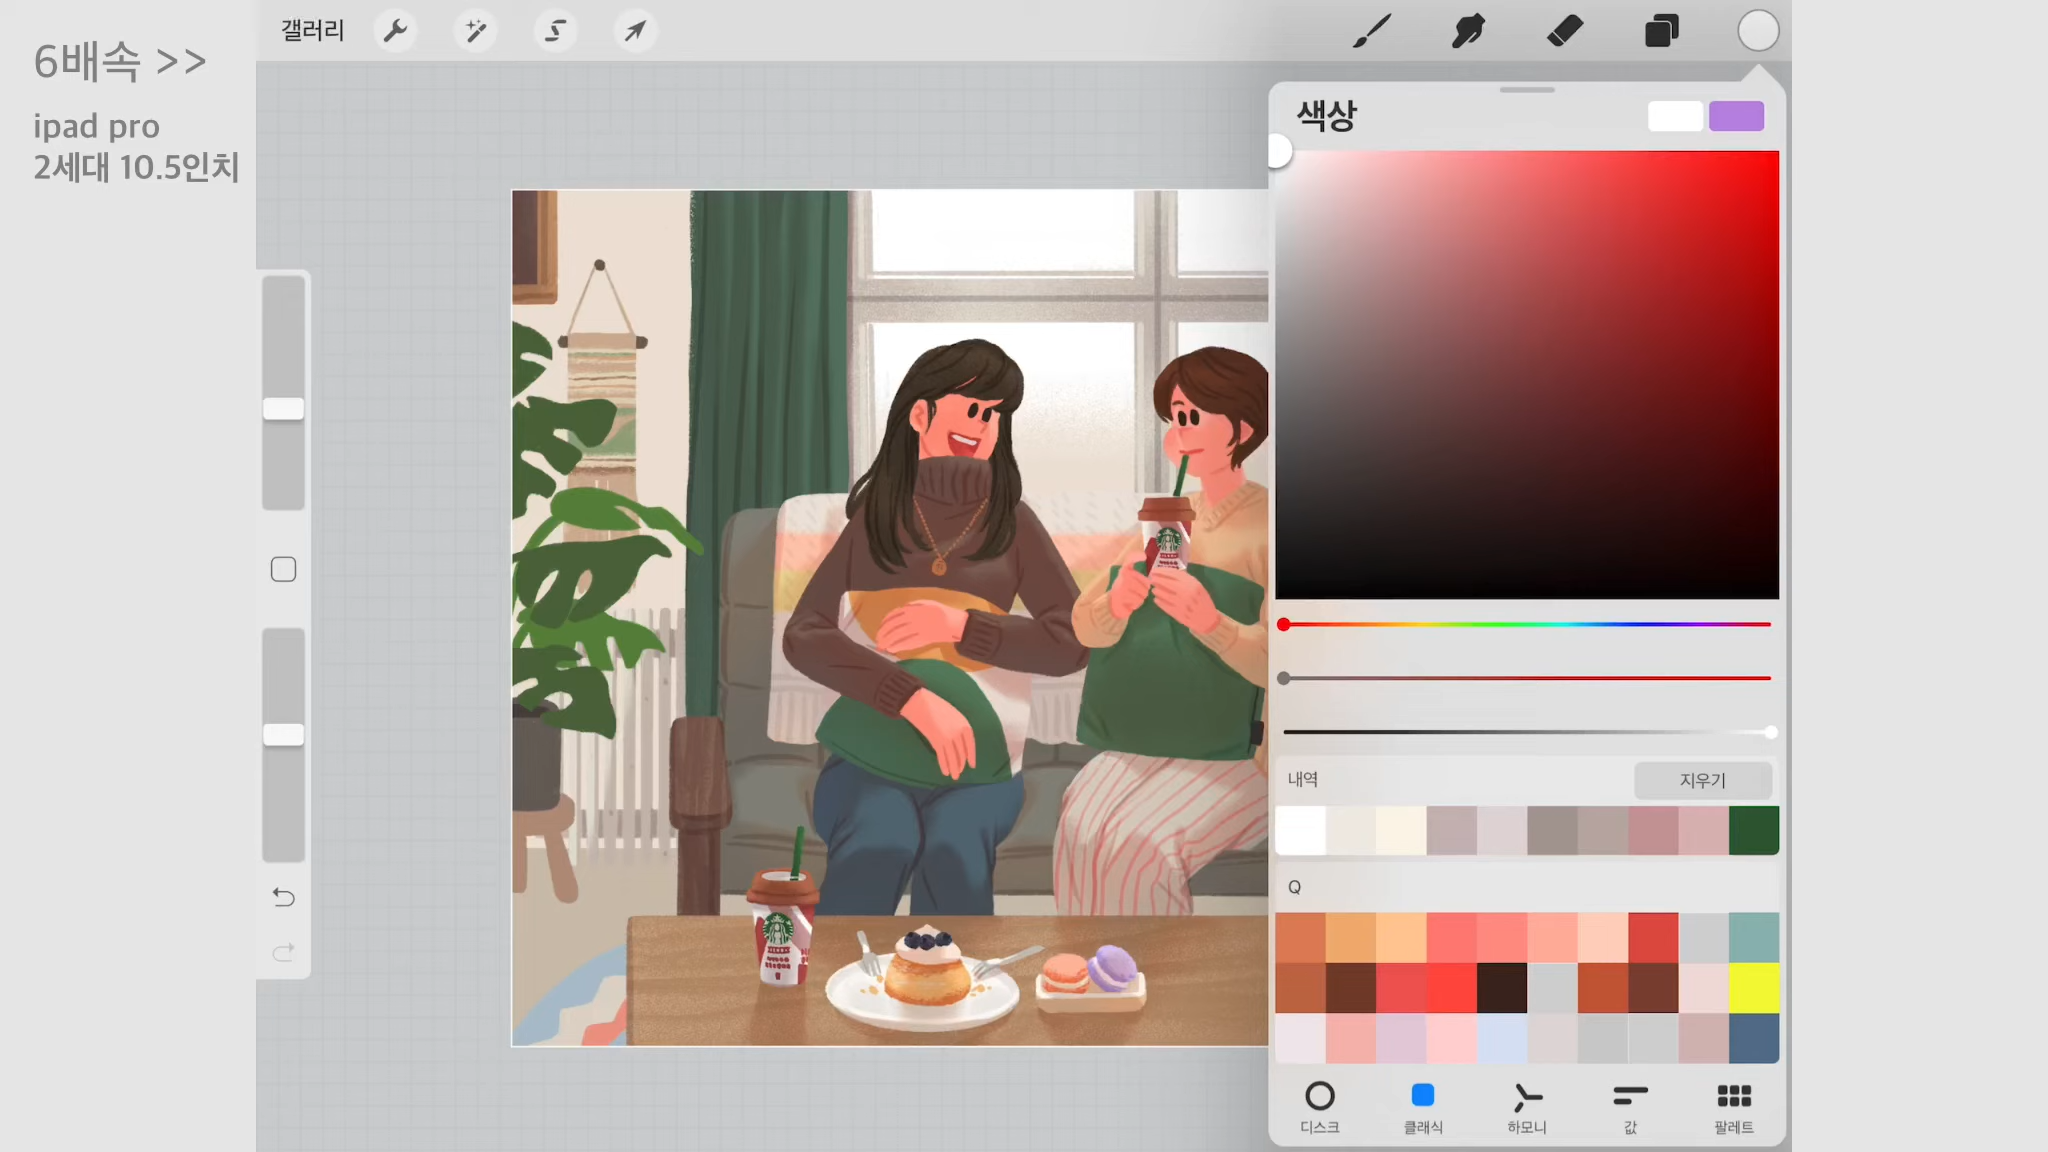 6배속 >>
ipad pro
2세대 10.5인치
갤러리
색상
내역
지우기
Q
디스크
클래식
하모니
값
팔레트